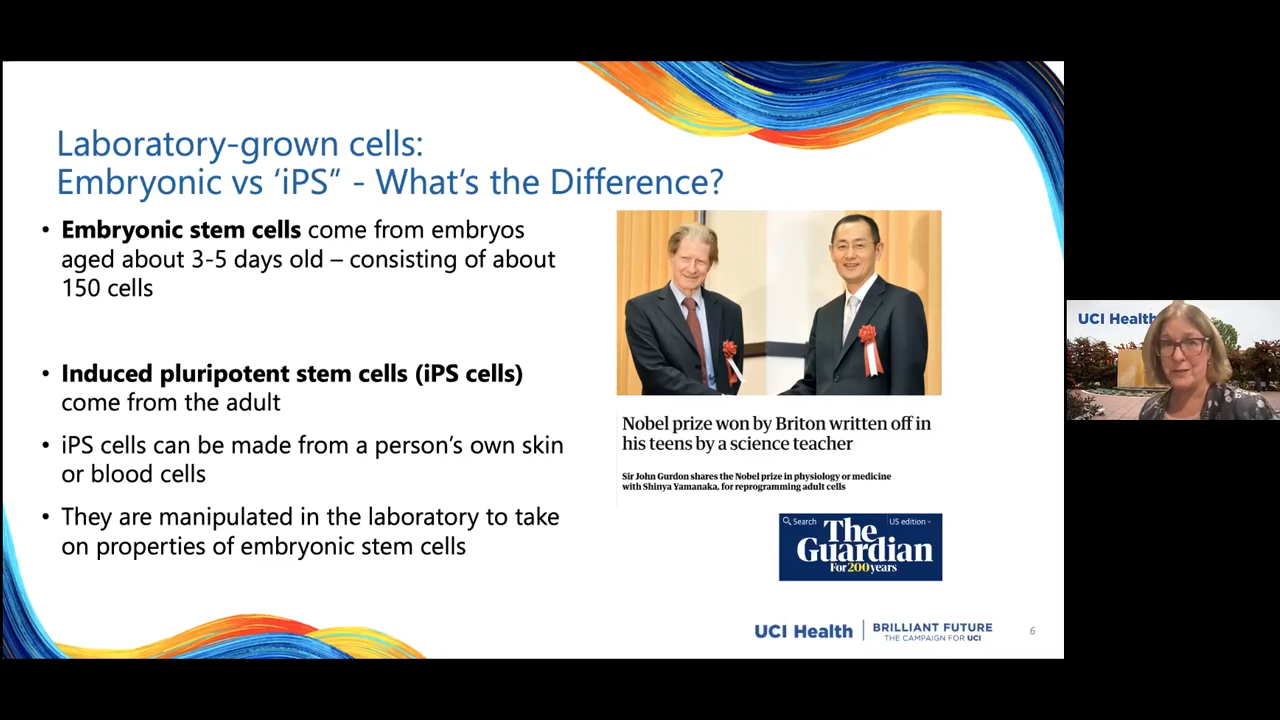 Laboratory-grown cells:
Embryonic vs ‘iPS” - What’s the Difference?
• Embryonic stem cells come from embryos
aged about 3-5 days old – consisting of about
150 cells
• Induced pluripotent stem cells (iPS cells)
come from the adult
• iPS cells can be made from a person’s own skin
or blood cells
• They are manipulated in the laboratory to take
on properties of embryonic stem cells
Nobel prize won by Briton written off in
his teens by a science teacher
Sir John Gurdon shares the Nobel prize in physiology or medicine
with Shinya Yamanaka, for reprogramming adult cells
Search
US edition
The
Guardian
For 200 years
UCI Health
BRILLIANT FUTURE
THE CAMPAIGN FOR UCI
6
UCI Health